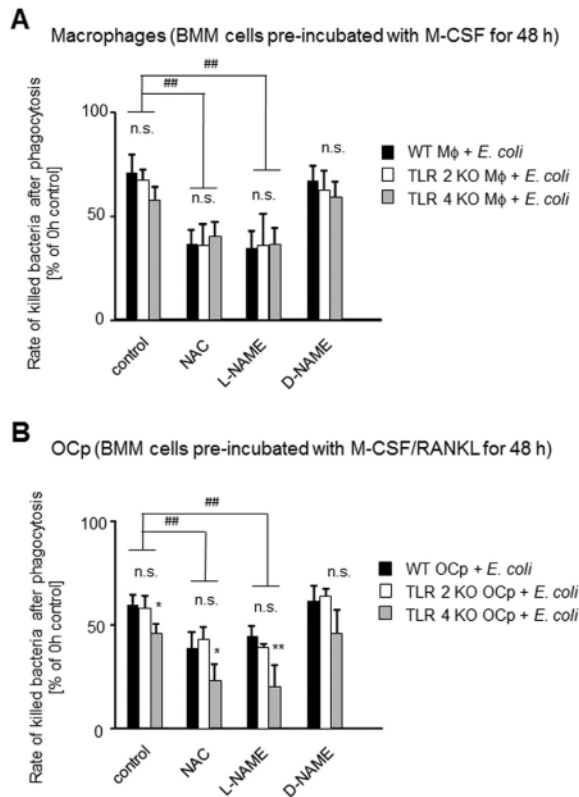 A
Macrophages (BMM cells pre-incubated with M-CSF for 48 h)
Rate of killed bacteria after phagocytosis
[% of 0h control]
100
50
0
##
##
n.s.
n.s.
n.s.
n.s.
control
NAC
L-NAME
D-NAME
WT Mϕ + E. coli
TLR 2 KO Mϕ + E. coli
TLR 4 KO Mϕ + E. coli
B
OCp (BMM cells pre-incubated with M-CSF/RANKL for 48 h)
Rate of killed bacteria after phagocytosis
[% of 0h control]
100
50
0
##
##
n.s.
*
n.s.
*
n.s.
**
n.s.
control
NAC
L-NAME
D-NAME
WT OCp + E. coli
TLR 2 KO OCp + E. coli
TLR 4 KO OCp + E. coli